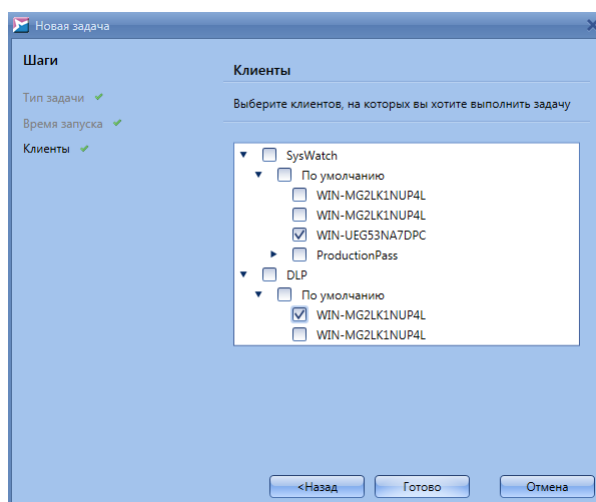 Новая задача
Шаги
Клиенты
Тип задачи
Выберите клиентов, на которых вы хотите выполнить задачу
Время запуска
Клиенты
SysWatch
По умолчанию
WIN-MG2LK1NUP4L
WIN-MG2LK1NUP4L
WIN-UEG53NA7DPC
ProductionPass
DLP
По умолчанию
WIN-MG2LK1NUP4L
WIN-MG2LK1NUP4L
<Назад Готово Отмена